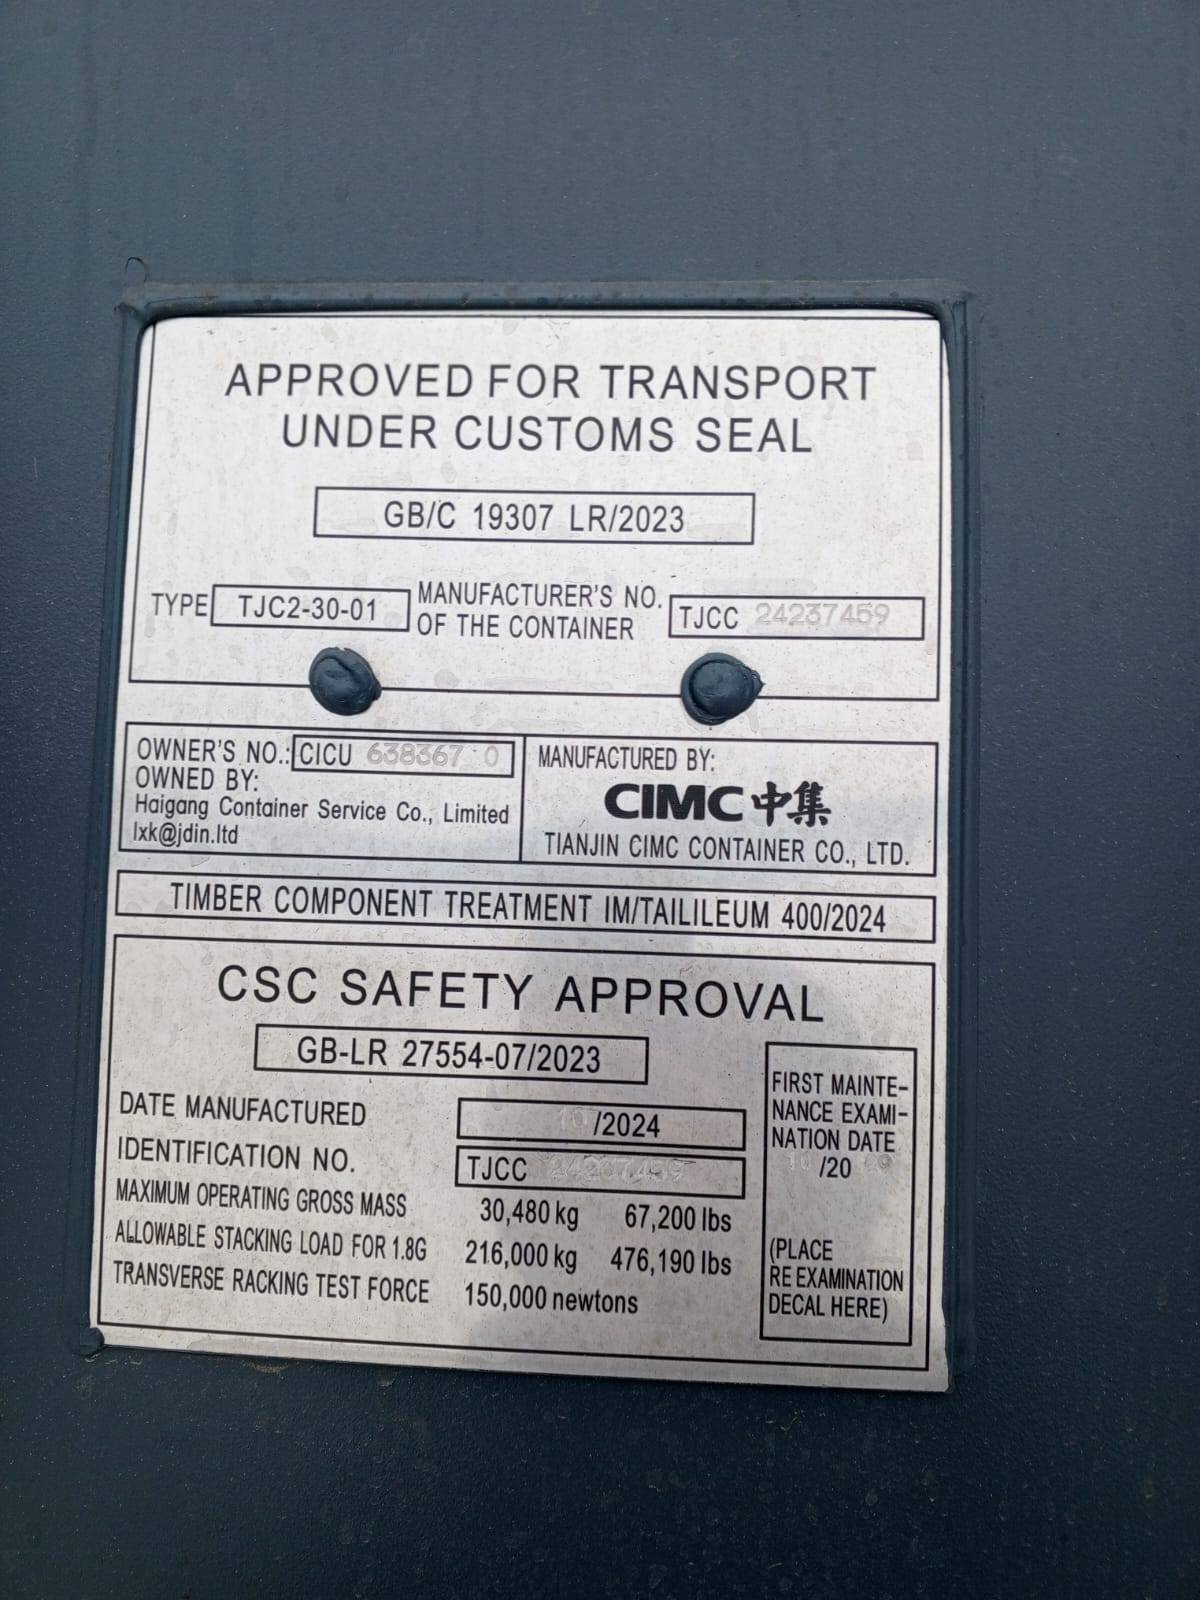 APPROVED FOR TRANSPORT
UNDER CUSTOMS SEAL
GB/C 19307 LR/2023
TYPE TJC2-30-01
MANUFACTURER'S NO.
OF THE CONTAINER
TJCC 24237459
OWNER'S NO.: CICU 638367 0
OWNED BY:
Haigang Container Service Co., Limited
lxk@jdin.ltd
MANUFACTURED BY:
CIMC 中集
TIANJIN CIMC CONTAINER CO., LTD.
TIMBER COMPONENT TREATMENT IM/TAILILEUM 400/2024
CSC SAFETY APPROVAL
GB-LR 27554-07/2023
DATE MANUFACTURED 10/2024
IDENTIFICATION NO. TJCC 24237459
MAXIMUM OPERATING GROSS MASS 30,480 kg 67,200 lbs
ALLOWABLE STACKING LOAD FOR 1.8G 216,000 kg 476,190 lbs
TRANSVERSE RACKING TEST FORCE 150,000 newtons
FIRST MAINTE-
NANCE EXAMI-
NATION DATE
/20
(PLACE
RE EXAMINATION
DECAL HERE)